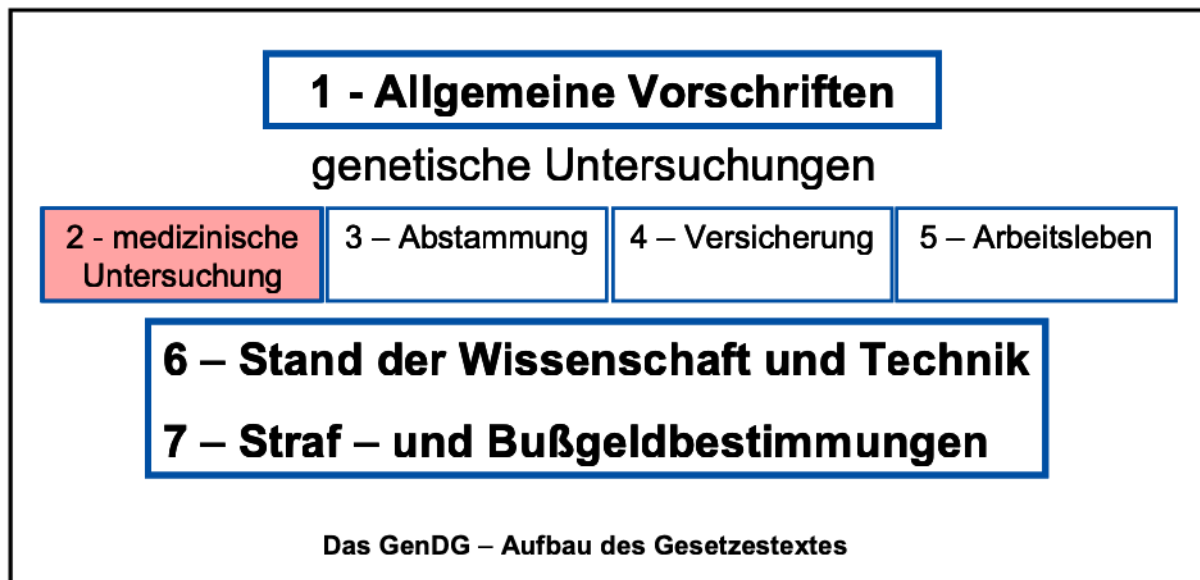 1 - Allgemeine Vorschriften
genetische Untersuchungen
2 - medizinische
Untersuchung
3 – Abstammung
4 – Versicherung
5 – Arbeitsleben
6 – Stand der Wissenschaft und Technik
7 – Straf – und Bußgeldbestimmungen
Das GenDG – Aufbau des Gesetzestextes